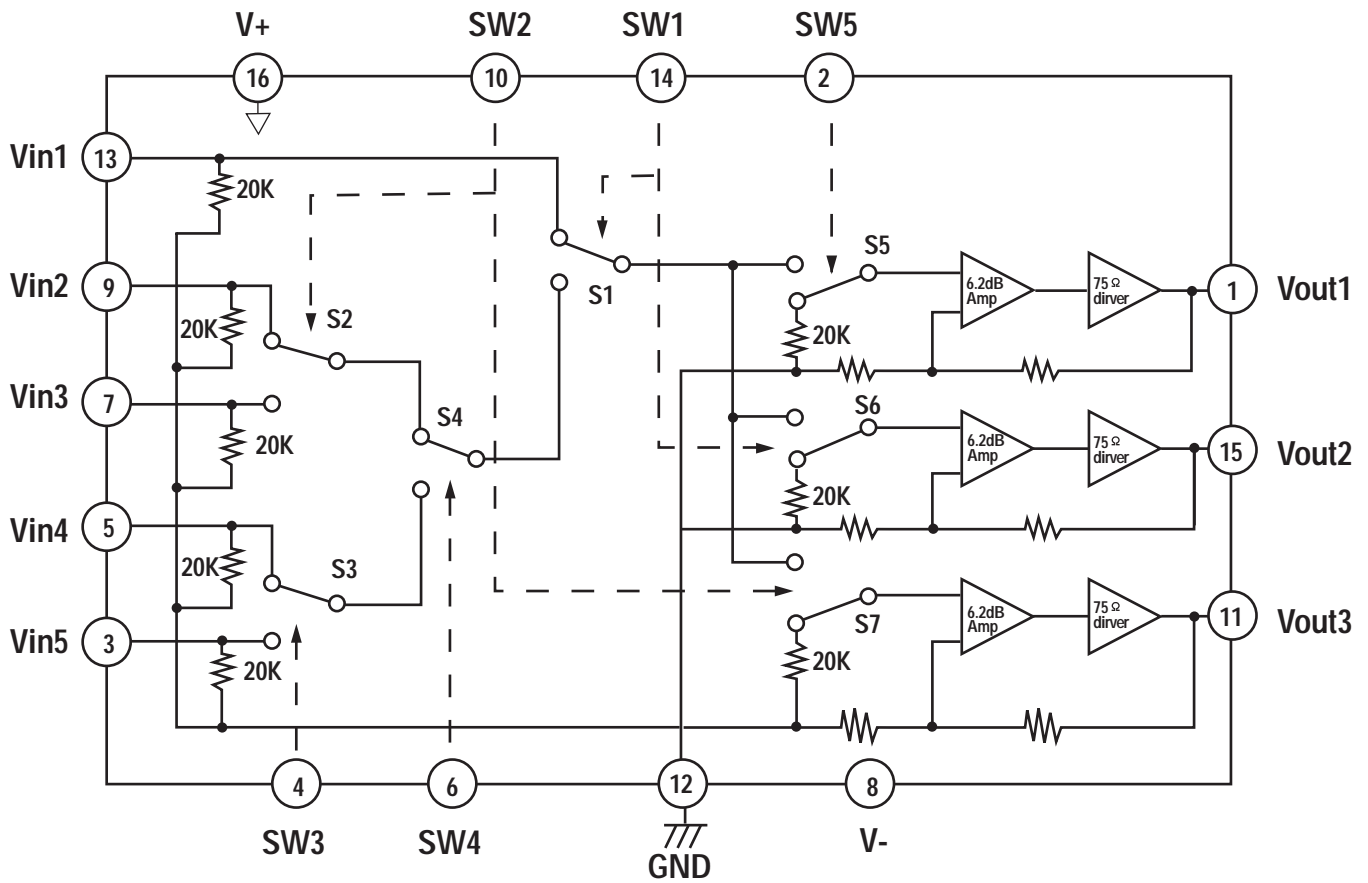 V+
SW2
SW1
SW5
16
10
14
2
Vin1
13
20K
Vin2
9
20K
S2
S1
S5
6.2dB
Amp
75 Ω
dirver
1
Vout1
20K
Vin3
7
20K
S4
S6
6.2dB
Amp
75 Ω
dirver
15
Vout2
20K
Vin4
5
20K
S3
Vin5
3
20K
S7
6.2dB
Amp
75 Ω
dirver
11
Vout3
20K
4
6
12
8
SW3
SW4
GND
V-